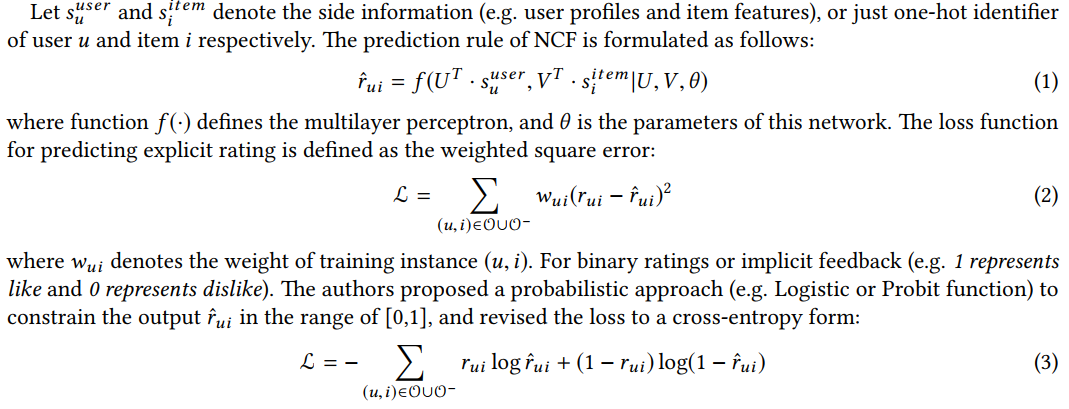 Let $s_u^{user}$ and $s_i^{item}$ denote the side information (e.g. user profiles and item features), or just one-hot identifier
of user $u$ and item $i$ respectively. The prediction rule of NCF is formulated as follows:
$\hat{r}_{ui} = f(U^T \cdot s_u^{user}, V^T \cdot s_i^{item} | U, V, \theta)$ (1)
where function $f(\cdot)$ defines the multilayer perceptron, and $\theta$ is the parameters of this network. The loss function
for predicting explicit rating is defined as the weighted square error:
$\mathcal{L} = \sum_{(u,i) \in \mathcal{O} \cup \mathcal{O}^-} w_{ui}(r_{ui} - \hat{r}_{ui})^2$ (2)
where $w_{ui}$ denotes the weight of training instance $(u, i)$. For binary ratings or implicit feedback (e.g. 1 represents
like and 0 represents dislike). The authors proposed a probabilistic approach (e.g. Logistic or Probit function) to
constrain the output $\hat{r}_{ui}$ in the range of [0,1], and revised the loss to a cross-entropy form:
$\mathcal{L} = - \sum_{(u,i) \in \mathcal{O} \cup \mathcal{O}^-} r_{ui} \log \hat{r}_{ui} + (1 - r_{ui}) \log(1 - \hat{r}_{ui})$ (3)